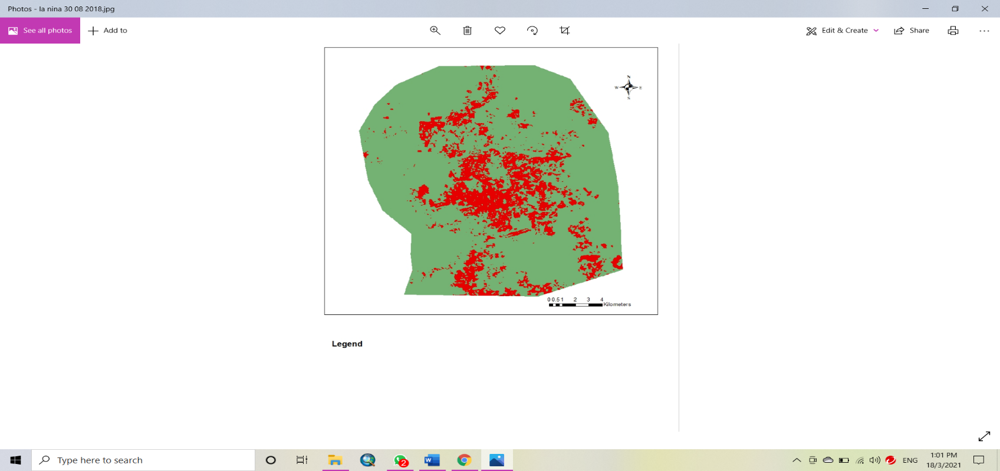 Photos - la nina 30 08 2018.jpg
See all photos
Add to
Edit & Create
Share
N
W E
S
0 0.5 1 2 3 4
Kilometers
Legend
Type here to search
2
W
ENG
1:01 PM
18/3/2021